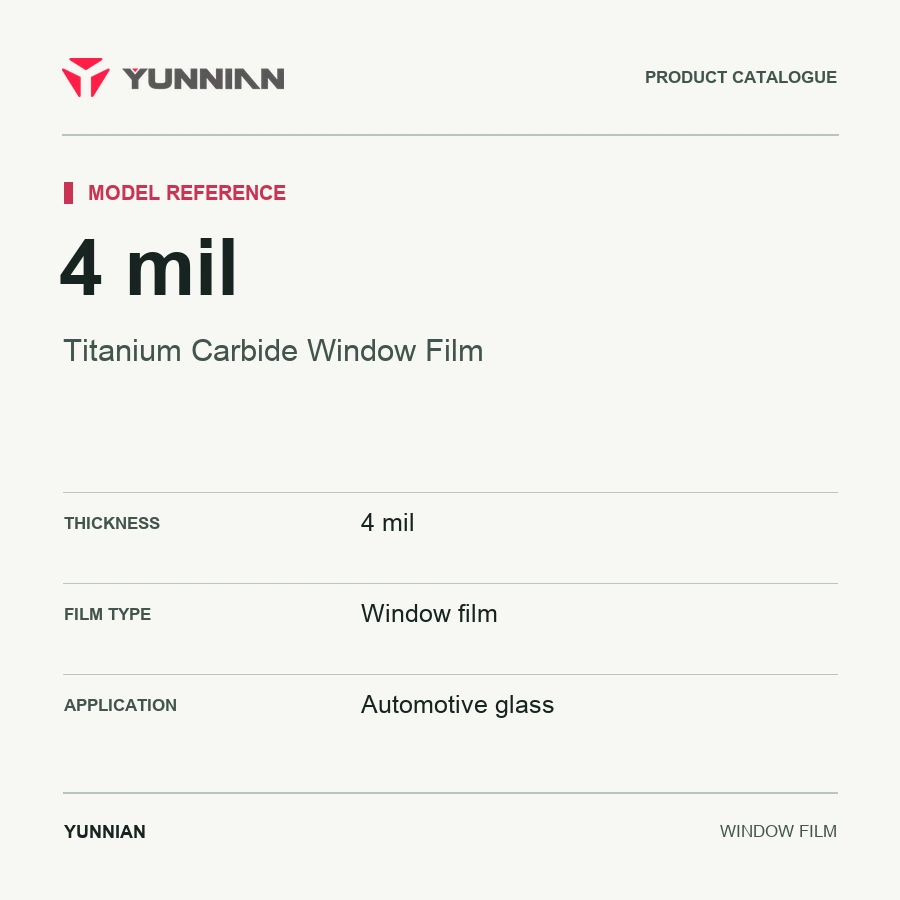 YUNNIAN
PRODUCT CATALOGUE
MODEL REFERENCE
4 mil
Titanium Carbide Window Film
THICKNESS 4 mil
FILM TYPE Window film
APPLICATION Automotive glass
YUNNIAN
WINDOW FILM